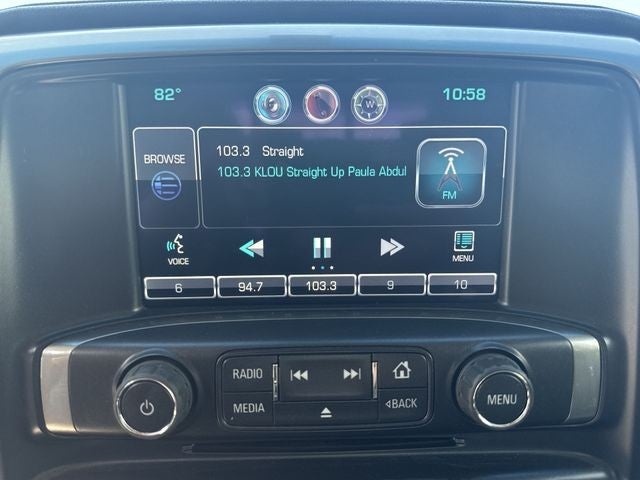 82°
W
10:58
BROWSE
103.3 Straight
103.3 KLOU Straight Up Paula Abdul
FM
VOICE
MENU
6
94.7
103.3
9
10
RADIO
MEDIA
BACK
MENU